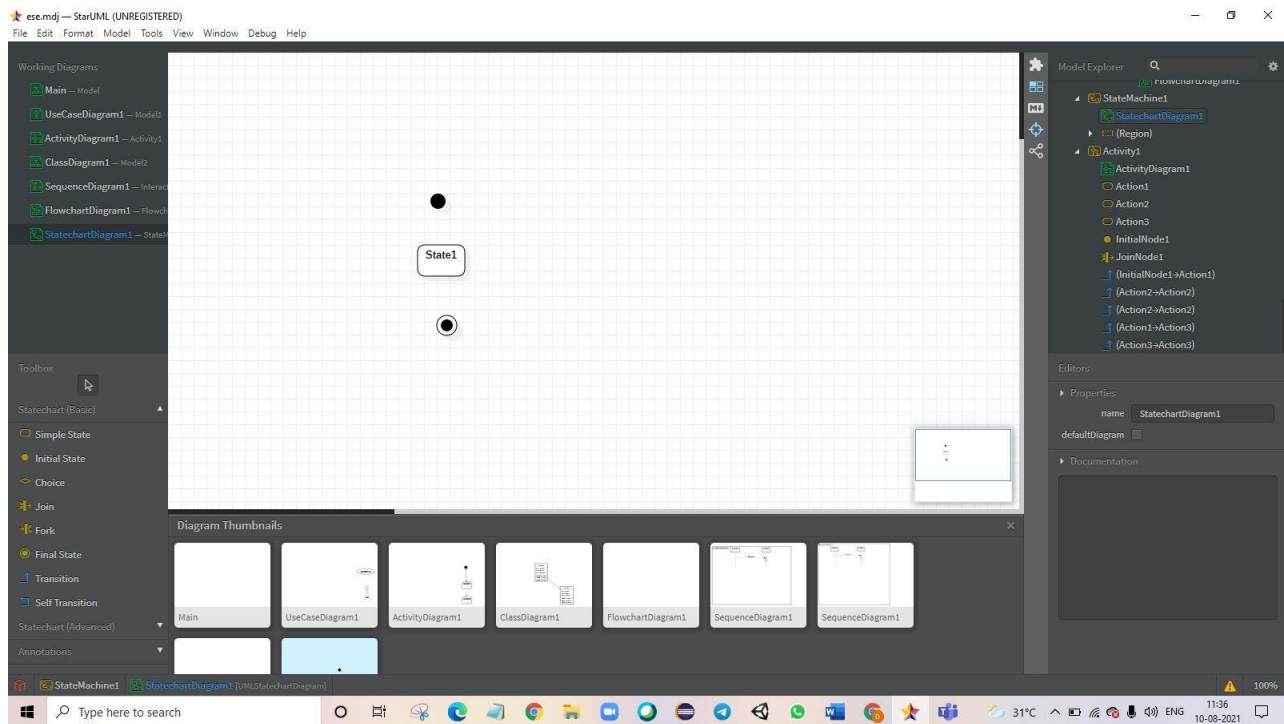 ese.mdj — StarUML (UNREGISTERED)
File Edit Format Model Tools View Window Debug Help
Working Diagrams
Main — Model
UseCaseDiagram1 — Model1
ActivityDiagram1 — Activity1
ClassDiagram1 — Model2
SequenceDiagram1 — Interac
FlowchartDiagram1 — Flowch
StatechartDiagram1 — StateM
Toolbox
Statechart (Basic)
Simple State
Initial State
Choice
Join
Fork
Final State
Transition
Self Transition
Statechart (Advanced)
Annotations
State1
Diagram Thumbnails
Main
UseCaseDiagram1
ActivityDiagram1
ClassDiagram1
FlowchartDiagram1
SequenceDiagram1
SequenceDiagram1
Model Explorer
FlowchartDiagram1
StateMachine1
StatechartDiagram1
(Region)
Activity1
ActivityDiagram1
Action1
Action2
Action3
InitialNode1
JoinNode1
(InitialNode1→Action1)
(Action2→Action2)
(Action2→Action2)
(Action1→Action3)
(Action3→Action3)
Editors
Properties
name StatechartDiagram1
defaultDiagram
Documentation
StateMachine1 StatechartDiagram1 [UMLStatechartDiagram]
100%
Type here to search
31°C ENG 11:36
10-08-2021